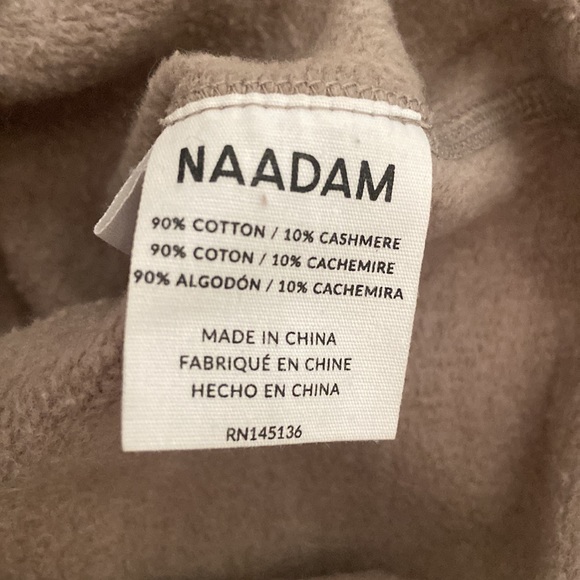 NAADAM
90% COTTON / 10% CASHMERE
90% COTON / 10% CACHEMIRE
90% ALGODÓN / 10% CACHEMIRA
MADE IN CHINA
FABRIQUÉ EN CHINE
HECHO EN CHINA
RN145136